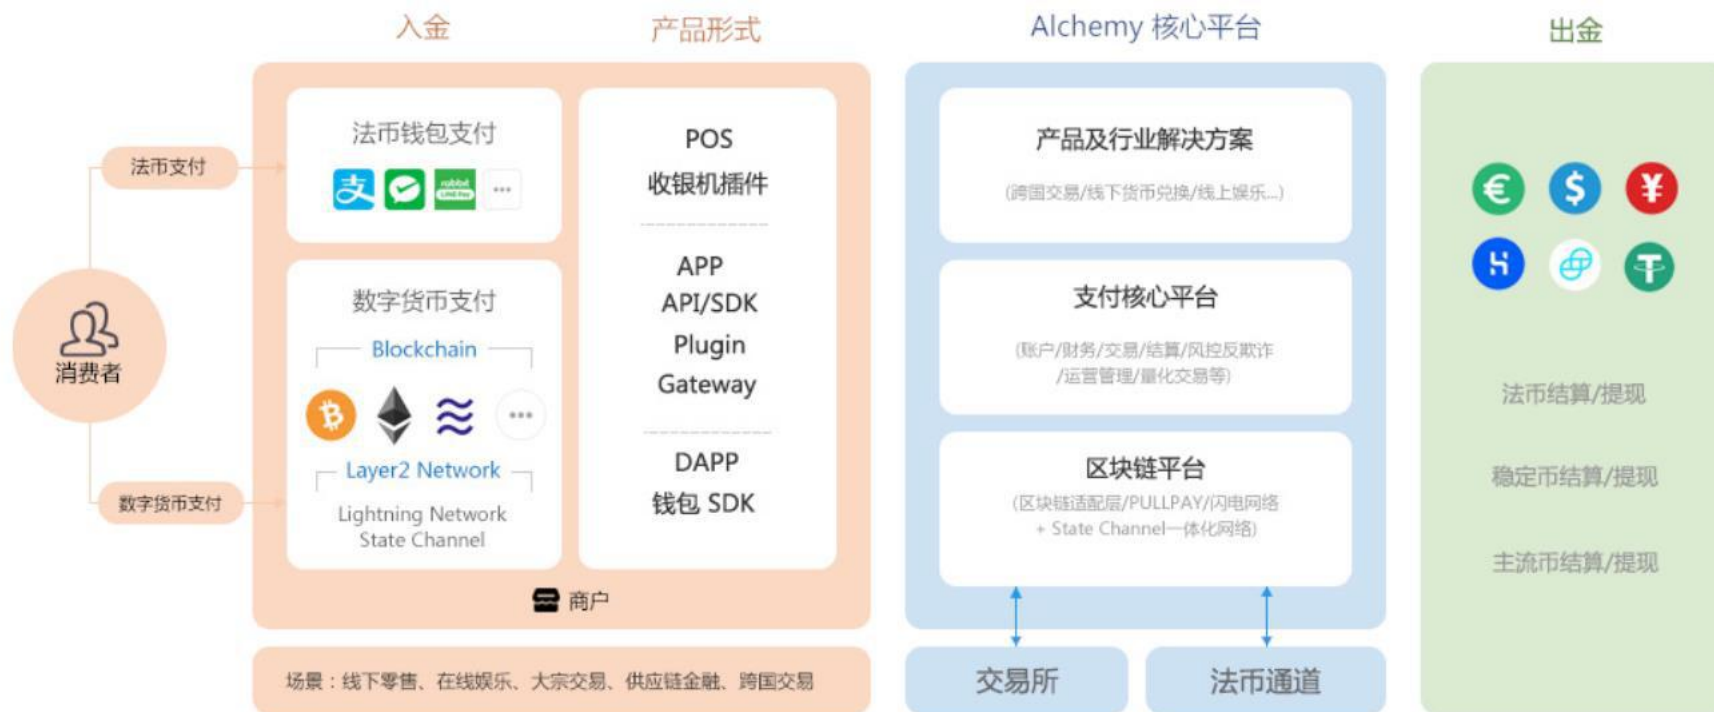 入金
产品形式
Alchemy 核心平台
出金
消费者
法币支付
数字货币支付
法币钱包支付
支
rabbit
LINE Pay
数字货币支付
Blockchain
Layer2 Network
Lightning Network
State Channel
POS
收银机插件
APP
API/SDK
Plugin
Gateway
DAPP
钱包 SDK
商户
场景：线下零售、在线娱乐、大宗交易、供应链金融、跨国交易
产品及行业解决方案
(跨国交易/线下货币兑换/线上娱乐...)
支付核心平台
(账户/财务/交易/结算/风控反欺诈
/运营管理/量化交易等)
区块链平台
(区块链适配层/PULLPAY/闪电网络
+ State Channel一体化网络)
交易所
法币通道
€ $ ¥
法币结算/提现
稳定币结算/提现
主流币结算/提现